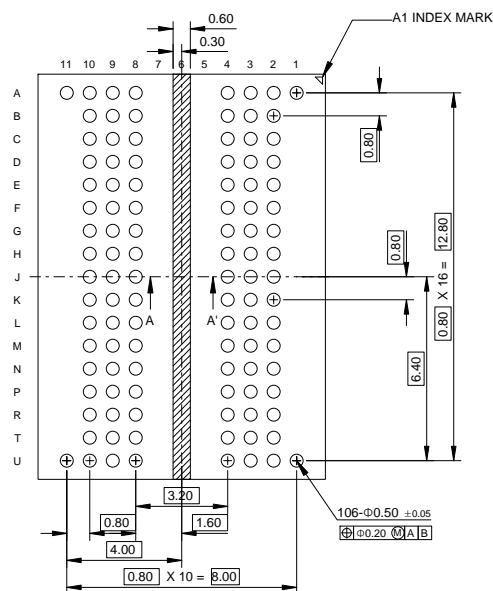 0.60
0.30
A1 INDEX MARK
11 10 9 8 7 6 5 4 3 2 1
A
B
C
D
E
F
G
H
J
K
L
M
N
P
R
T
U
0.80
0.80
0.80 X 16 = 12.80
6.40
A A'
3.20
0.80 1.60
4.00
0.80 X 10 = 8.00
106-Φ0.50 ±0.05
⌖ Φ0.20 Ⓜ A B